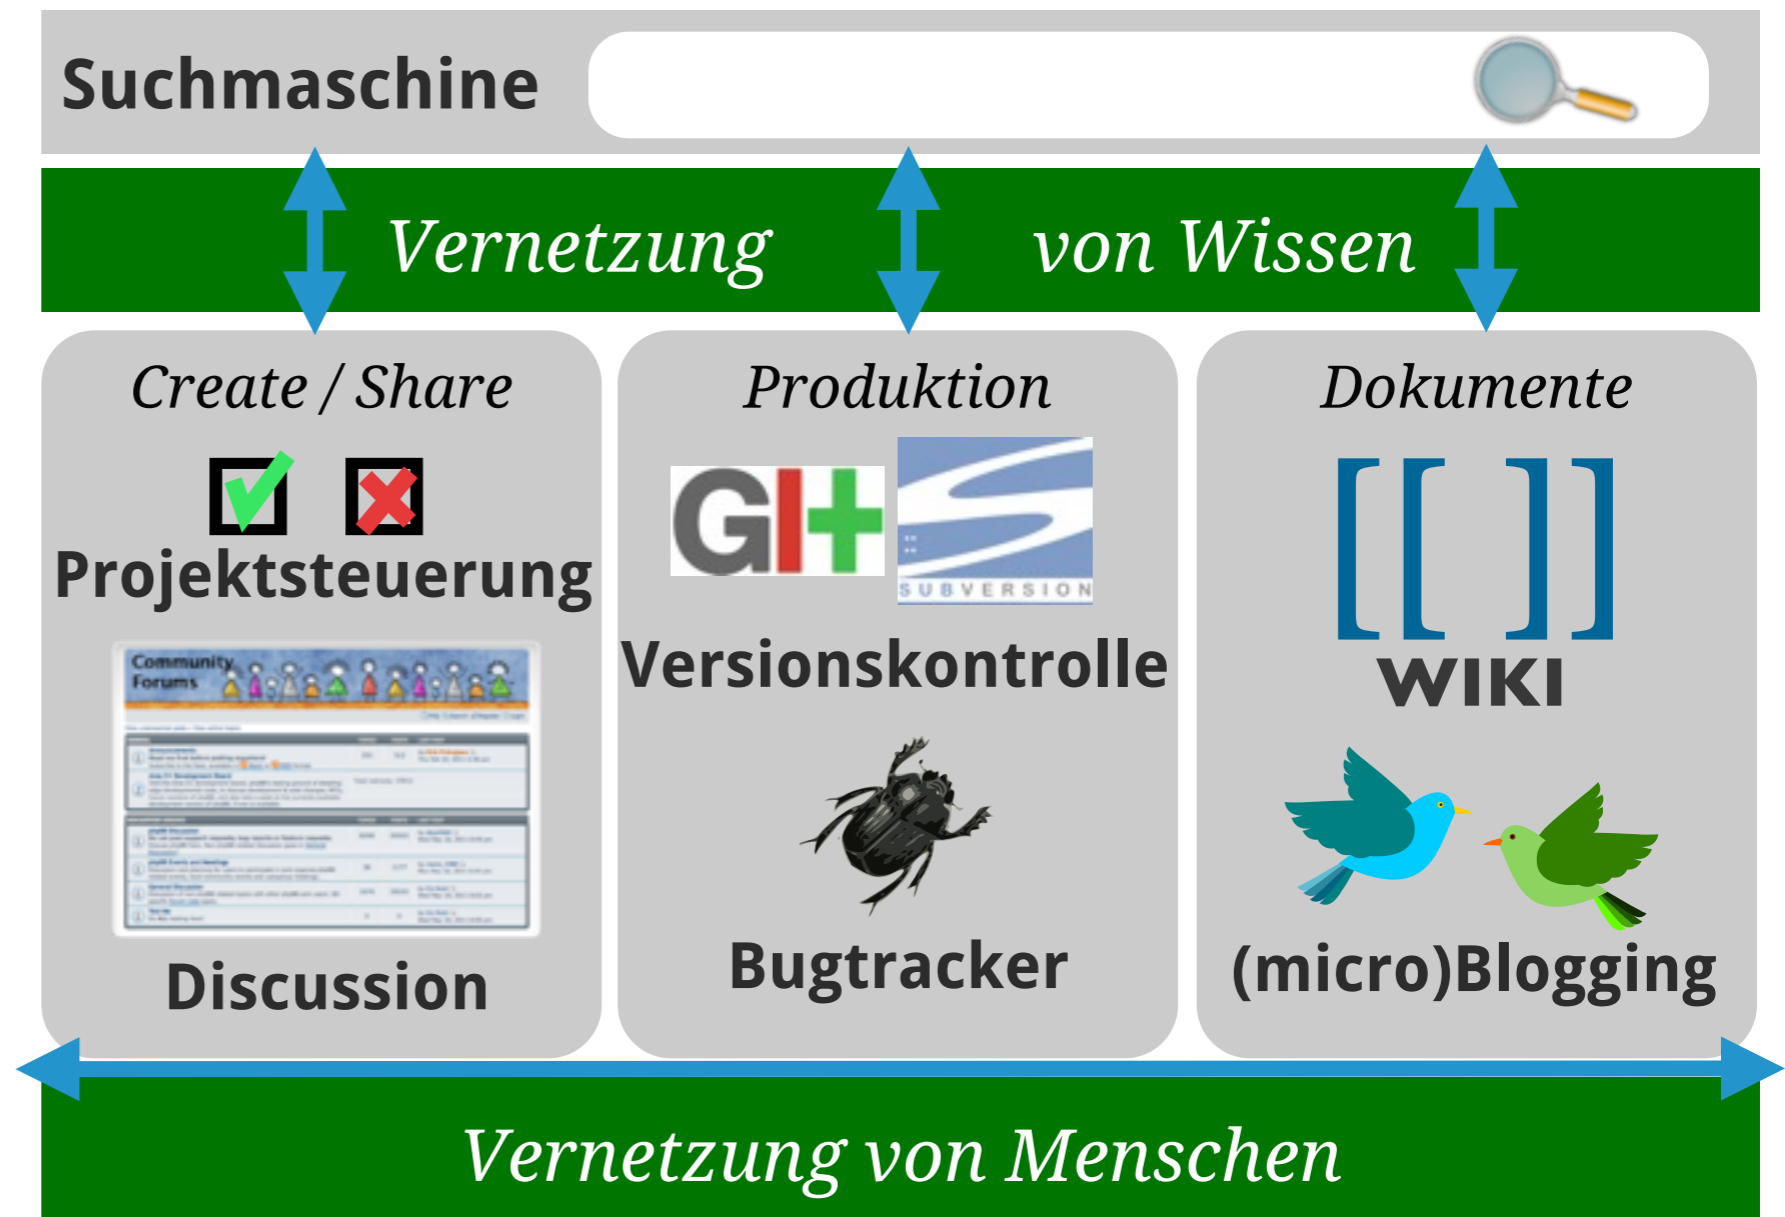 Suchmaschine
Vernetzung von Wissen
Create / Share
Projektsteuerung
Community
Forums
Discussion
Produktion
GIt
SUBVERSION
Versionskontrolle
Bugtracker
Dokumente
[[ ]]
WIKI
(micro)Blogging
Vernetzung von Menschen